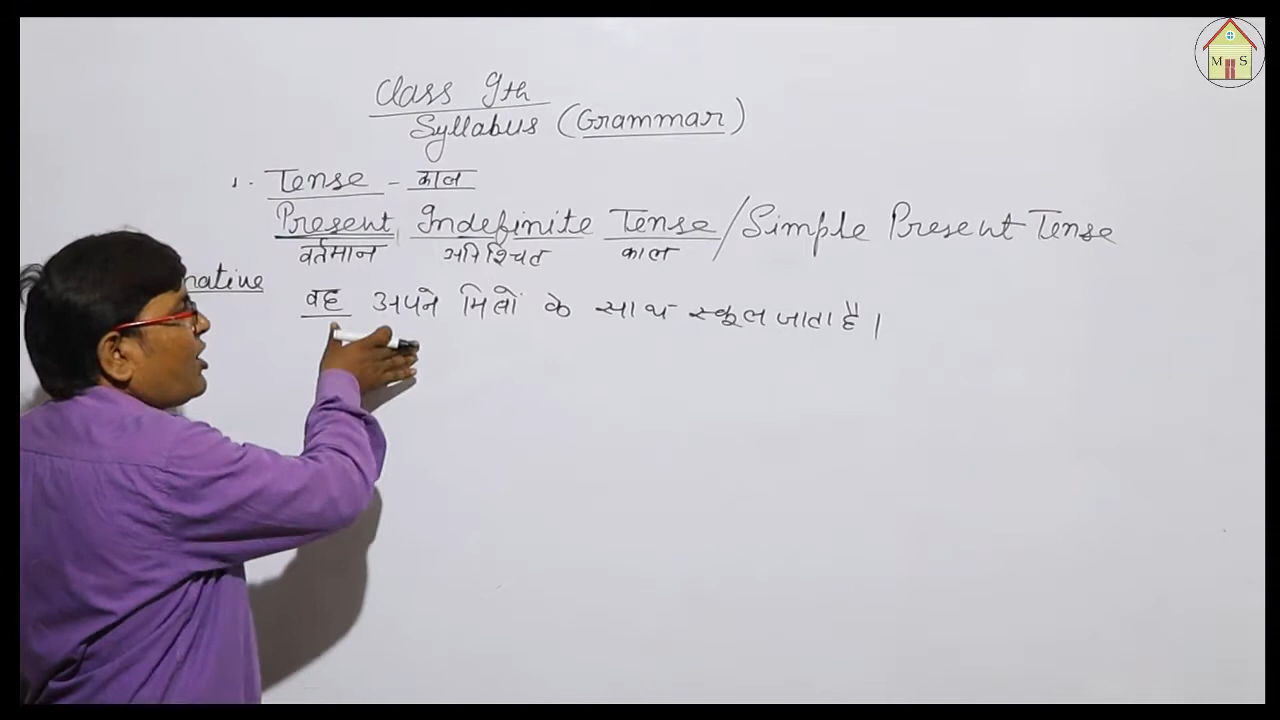 Class 9th
Syllabus (Grammar)
1. Tense - काल
Present Indefinite Tense / Simple Present Tense
वर्तमान अनिश्चित काल
native
वह अपने मित्रों के साथ स्कूल जाता है।
M S